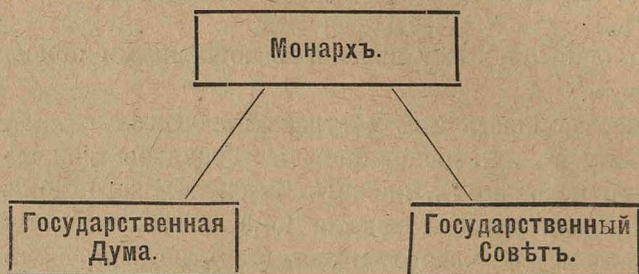 Монархъ.
Государственная
Дума.
Государственный
Совѣтъ.